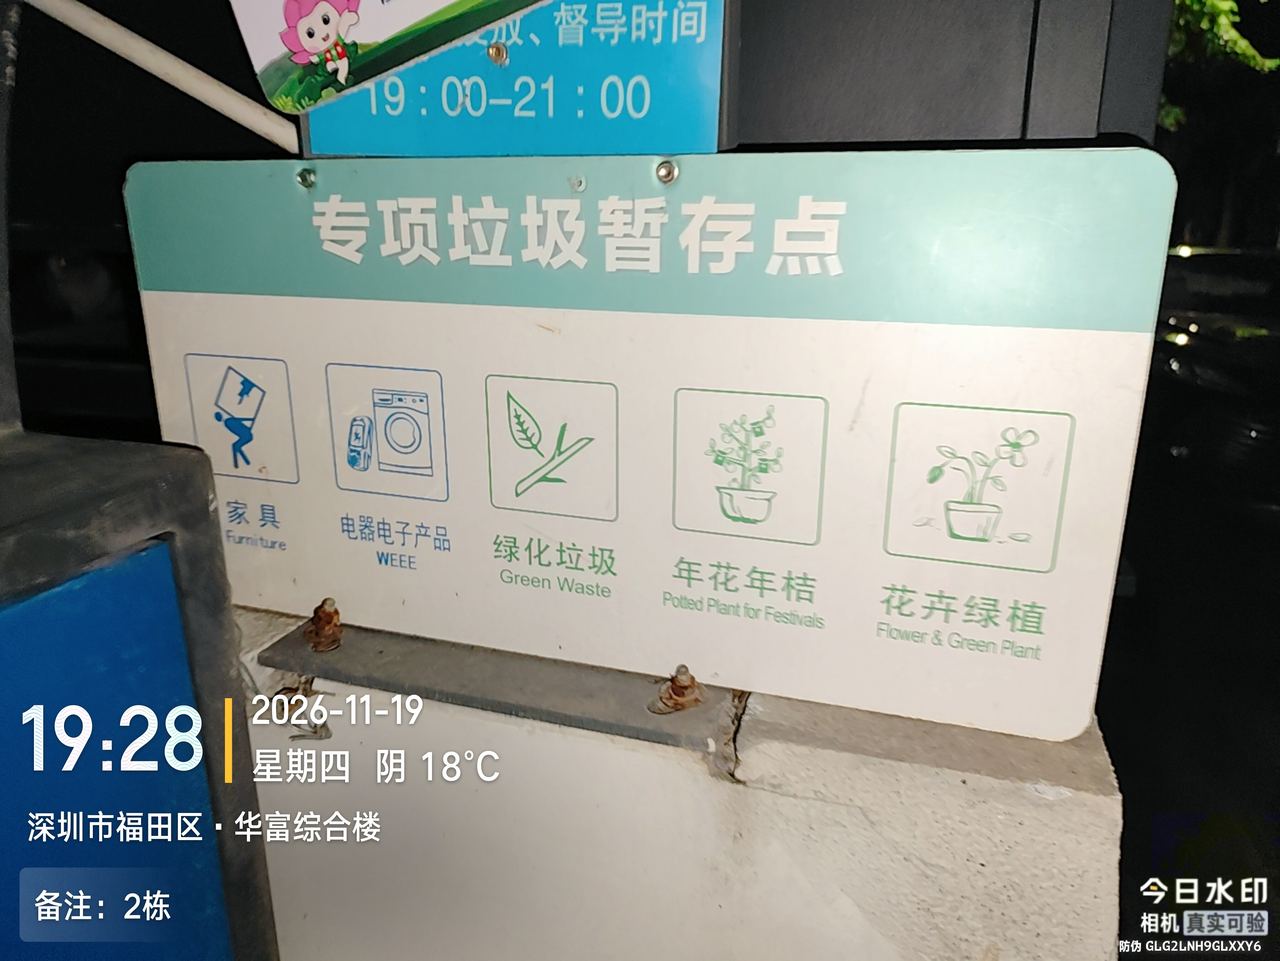 督导时间
19:00-21:00
专项垃圾暂存点
家具
Furniture
电器电子产品
WEEE
绿化垃圾
Green Waste
年花年桔
Potted Plant for Festivals
花卉绿植
Flower & Green Plant
19:28
2026-11-19
星期四 阴 18°C
深圳市福田区·华富综合楼
备注：2栋
今日水印
相机 真实可验
防伪 GLG2LNH9GLXXY6